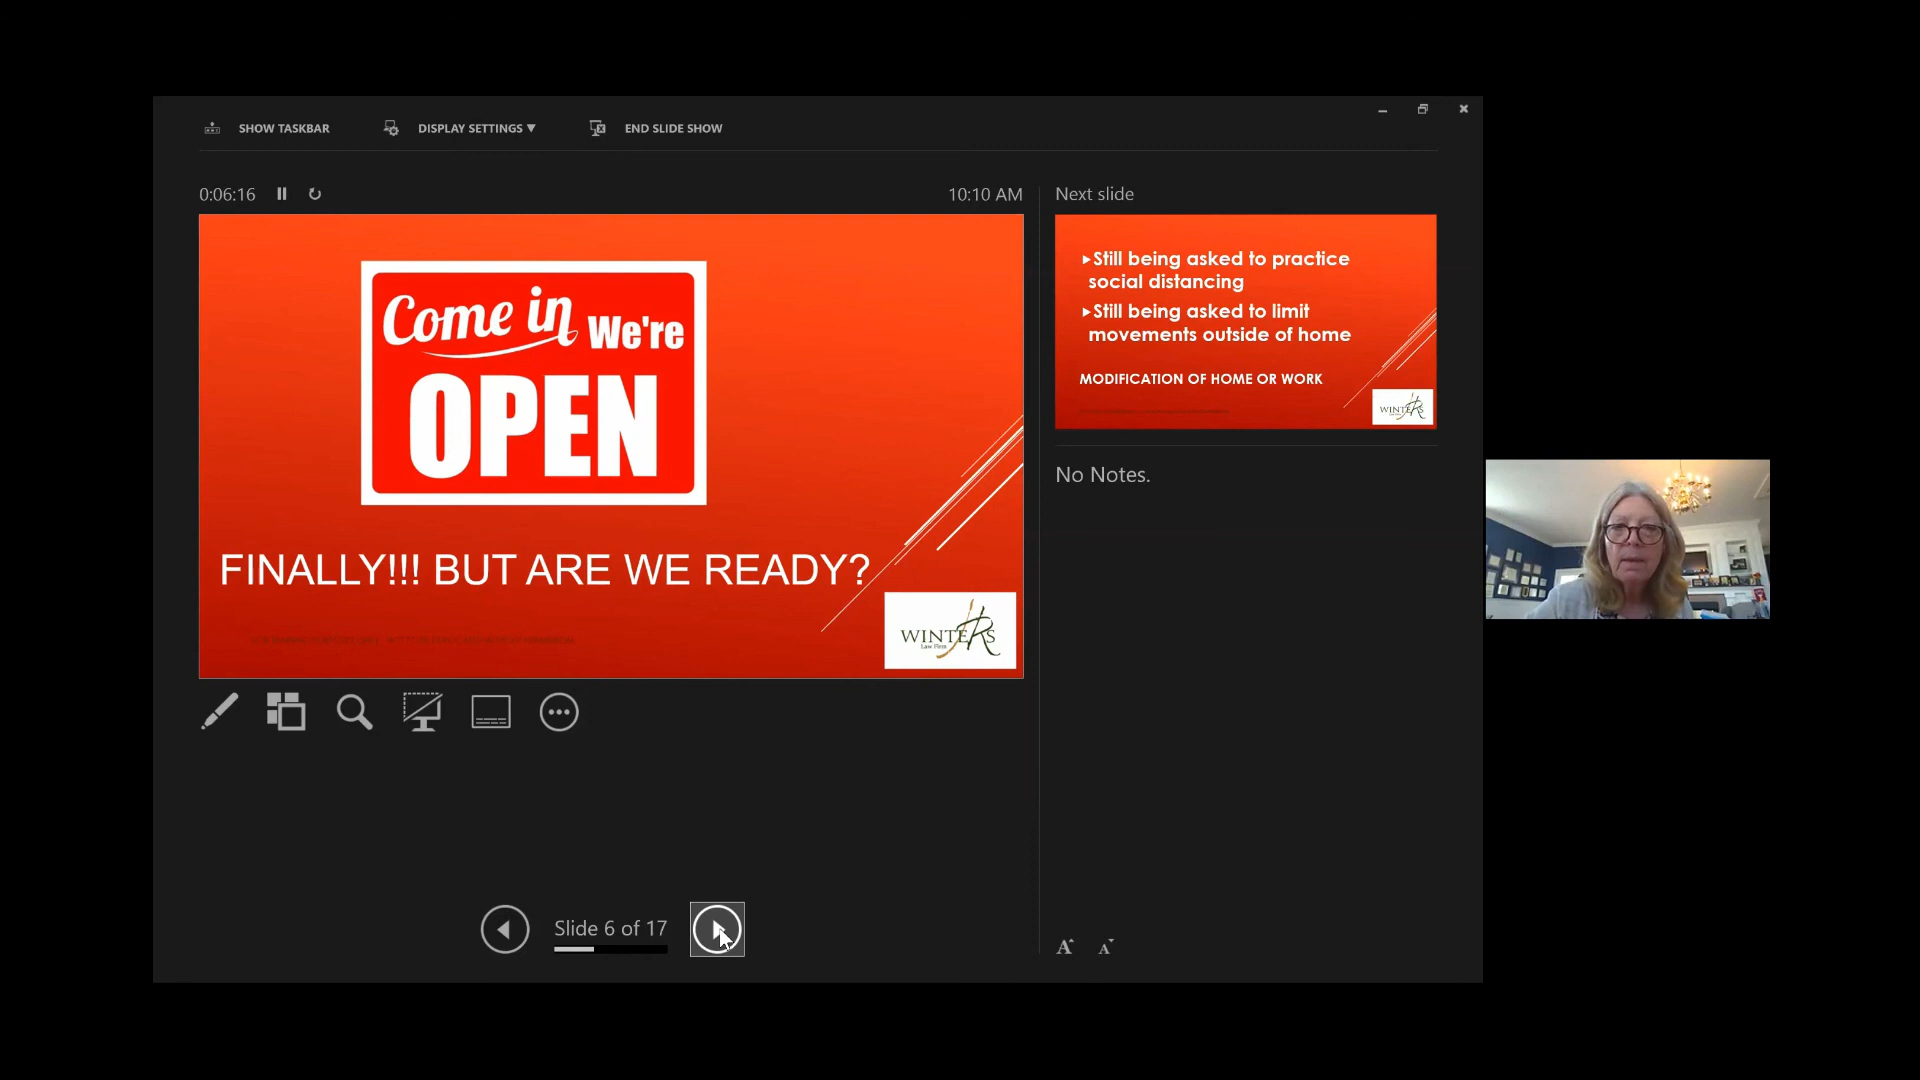 SHOW TASKBAR
DISPLAY SETTINGS ▼
END SLIDE SHOW
0:06:16
10:10 AM
Come in We're
OPEN
FINALLY!!! BUT ARE WE READY?
WINTERS
Law Firm
Next slide
▸Still being asked to practice
social distancing
▸Still being asked to limit
movements outside of home
MODIFICATION OF HOME OR WORK
WINTERS
No Notes.
Slide 6 of 17
A A